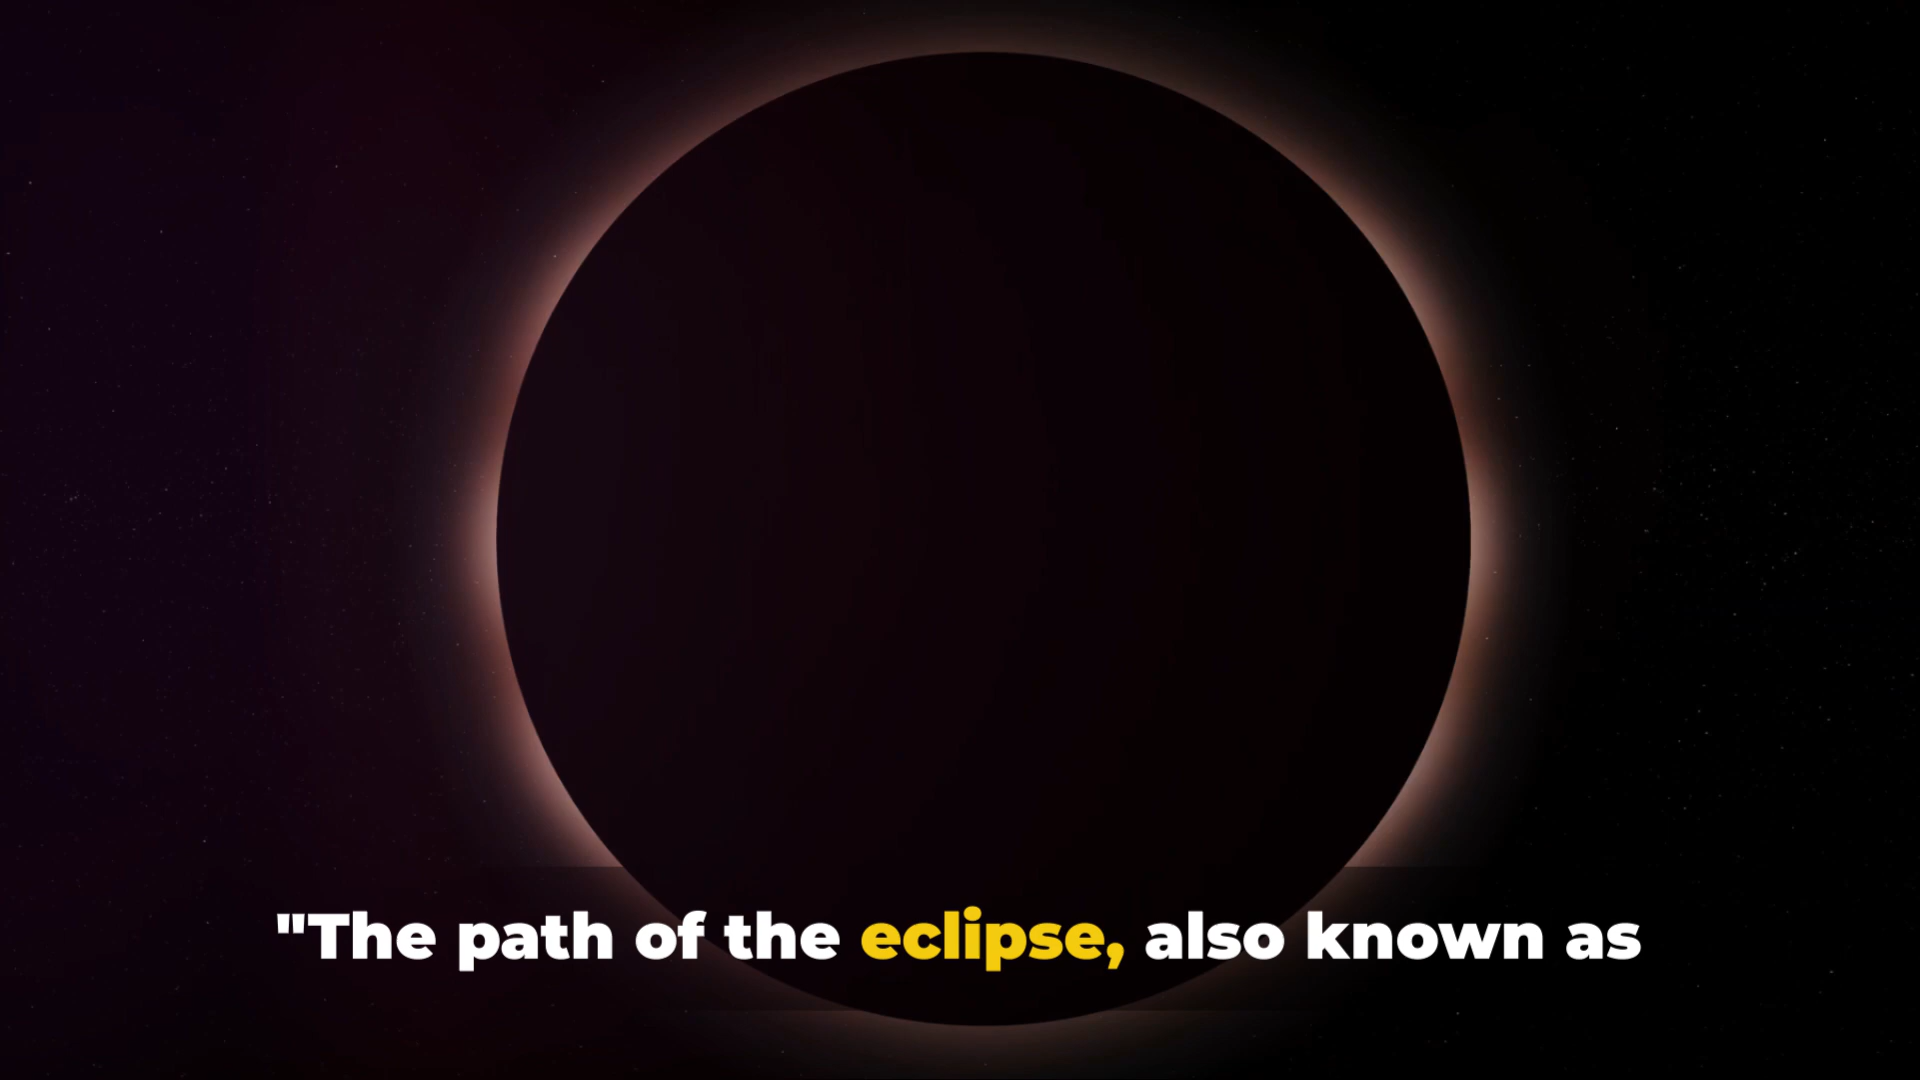 "The path of the eclipse, also known as